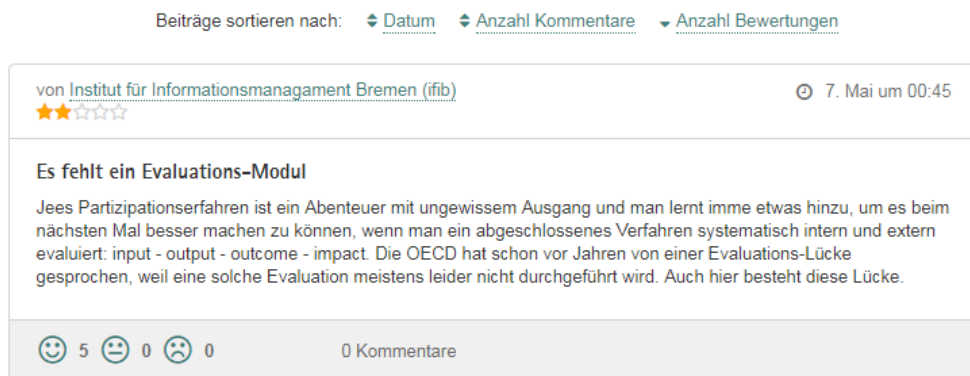 Beiträge sortieren nach: Datum Anzahl Kommentare Anzahl Bewertungen
von Institut für Informationsmanagament Bremen (ifib) 7. Mai um 00:45
Es fehlt ein Evaluations-Modul
Jees Partizipationserfahren ist ein Abenteuer mit ungewissem Ausgang und man lernt imme etwas hinzu, um es beim
nächsten Mal besser machen zu können, wenn man ein abgeschlossenes Verfahren systematisch intern und extern
evaluiert: input - output - outcome - impact. Die OECD hat schon vor Jahren von einer Evaluations-Lücke
gesprochen, weil eine solche Evaluation meistens leider nicht durchgeführt wird. Auch hier besteht diese Lücke.
5 0 0 0 Kommentare